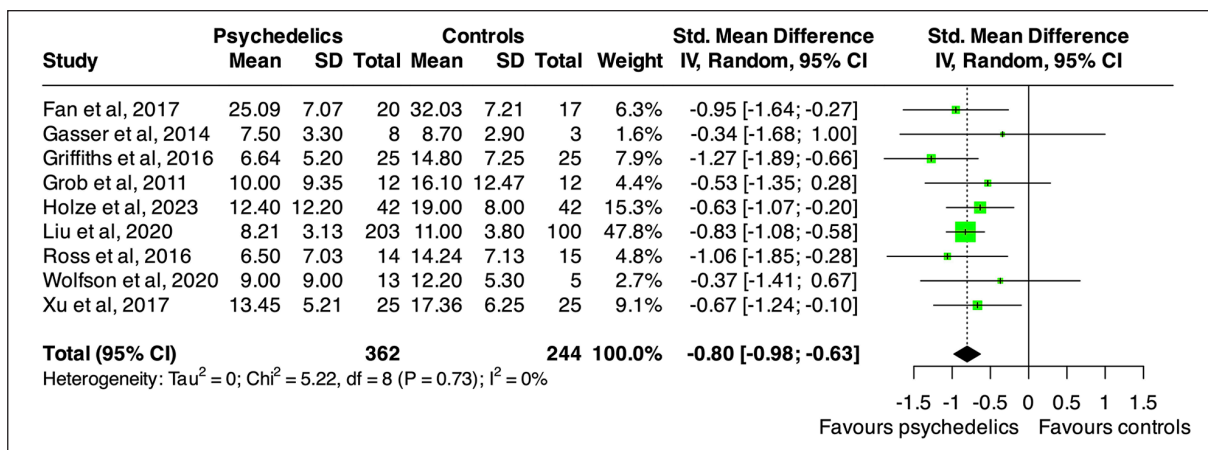 Psychedelics Controls Std. Mean Difference Std. Mean Difference
Study Mean SD Total Mean SD Total Weight IV, Random, 95% CI IV, Random, 95% CI
Fan et al, 2017 25.09 7.07 20 32.03 7.21 17 6.3% -0.95 [-1.64; -0.27]
Gasser et al, 2014 7.50 3.30 8 8.70 2.90 3 1.6% -0.34 [-1.68; 1.00]
Griffiths et al, 2016 6.64 5.20 25 14.80 7.25 25 7.9% -1.27 [-1.89; -0.66]
Grob et al, 2011 10.00 9.35 12 16.10 12.47 12 4.4% -0.53 [-1.35; 0.28]
Holze et al, 2023 12.40 12.20 42 19.00 8.00 42 15.3% -0.63 [-1.07; -0.20]
Liu et al, 2020 8.21 3.13 203 11.00 3.80 100 47.8% -0.83 [-1.08; -0.58]
Ross et al, 2016 6.50 7.03 14 14.24 7.13 15 4.8% -1.06 [-1.85; -0.28]
Wolfson et al, 2020 9.00 9.00 13 12.20 5.30 5 2.7% -0.37 [-1.41; 0.67]
Xu et al, 2017 13.45 5.21 25 17.36 6.25 25 9.1% -0.67 [-1.24; -0.10]
Total (95% CI) 362 244 100.0% -0.80 [-0.98; -0.63]
Heterogeneity: Tau² = 0; Chi² = 5.22, df = 8 (P = 0.73); I² = 0%
-1.5 -1 -0.5 0 0.5 1 1.5
Favours psychedelics Favours controls